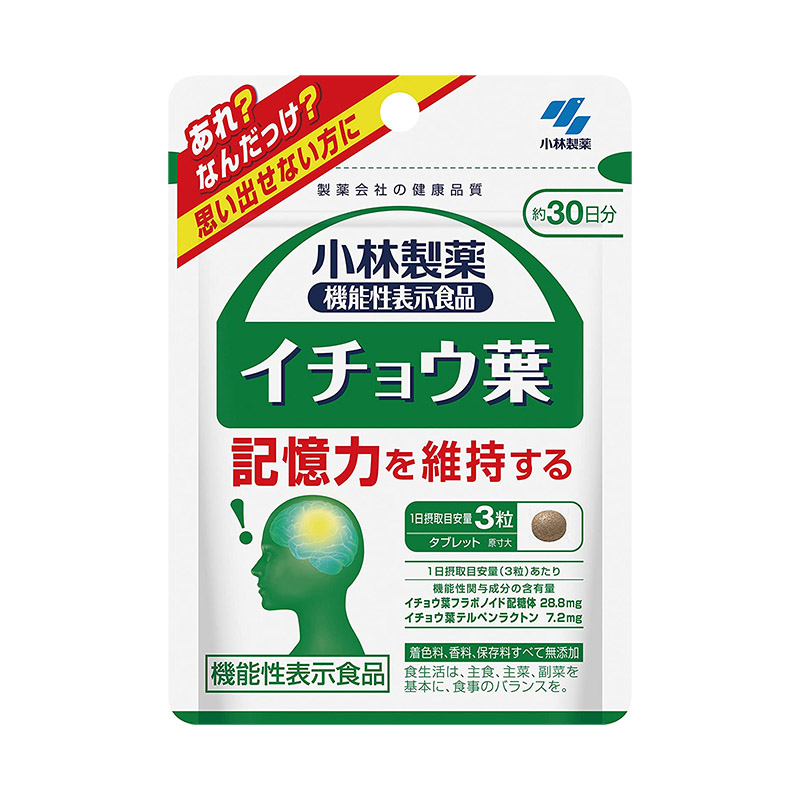 あれ?
なんだっけ?
思い出せない方に
小林製薬
製薬会社の健康品質
約30日分
小林製薬
機能性表示食品
イチョウ葉
記憶力を維持する
!
1日摂取目安量3粒
タブレット 原寸大
1日摂取目安量(3粒)あたり
機能性関与成分の含有量
イチョウ葉フラボノイド配糖体 28.8mg
イチョウ葉テルペンラクトン 7.2mg
機能性表示食品
着色料、香料、保存料すべて無添加
食生活は、主食、主菜、副菜を
基本に、食事のバランスを。